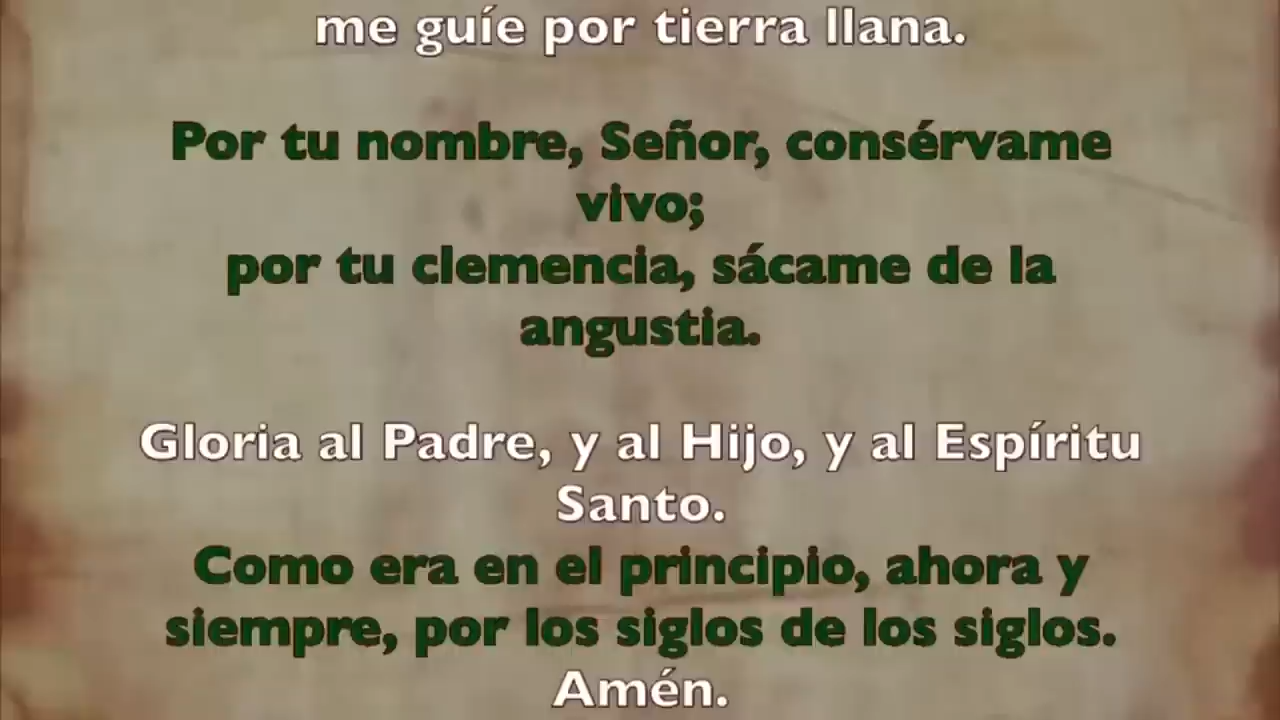 me guíe por tierra llana.
Por tu nombre, Señor, consérvame
vivo;
por tu clemencia, sácame de la
angustia.
Gloria al Padre, y al Hijo, y al Espíritu
Santo.
Como era en el principio, ahora y
siempre, por los siglos de los siglos.
Amén.